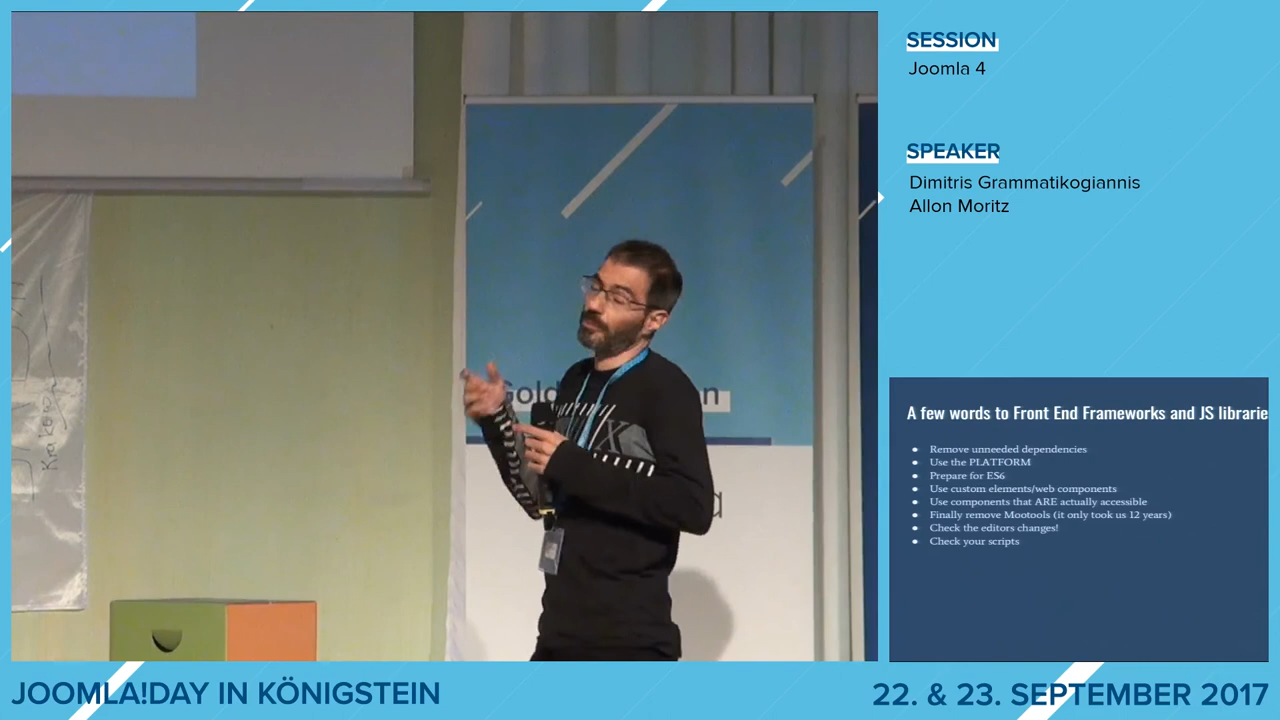 SESSION
Joomla 4
SPEAKER
Dimitris Grammatikogiannis
Allon Moritz
Gold
n
Krakow
A few words to Front End Frameworks and JS librarie
● Remove unneeded dependencies
● Use the PLATFORM
● Prepare for ES6
● Use custom elements/web components
● Use components that ARE actually accessible
● Finally remove Mootools (it only took us 12 years)
● Check the editors changes!
● Check your scripts
JOOMLA!DAY IN KÖNIGSTEIN
22. & 23. SEPTEMBER 2017